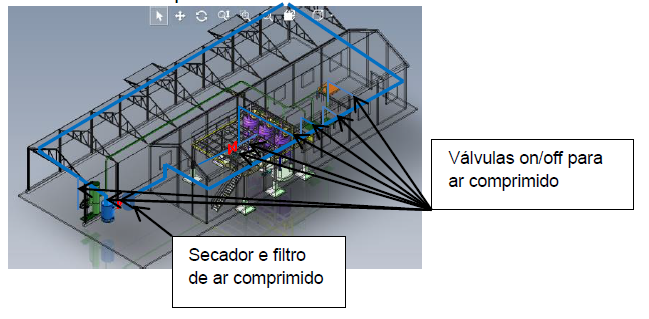 Válvulas on/off para
ar comprimido
Secador e filtro
de ar comprimido